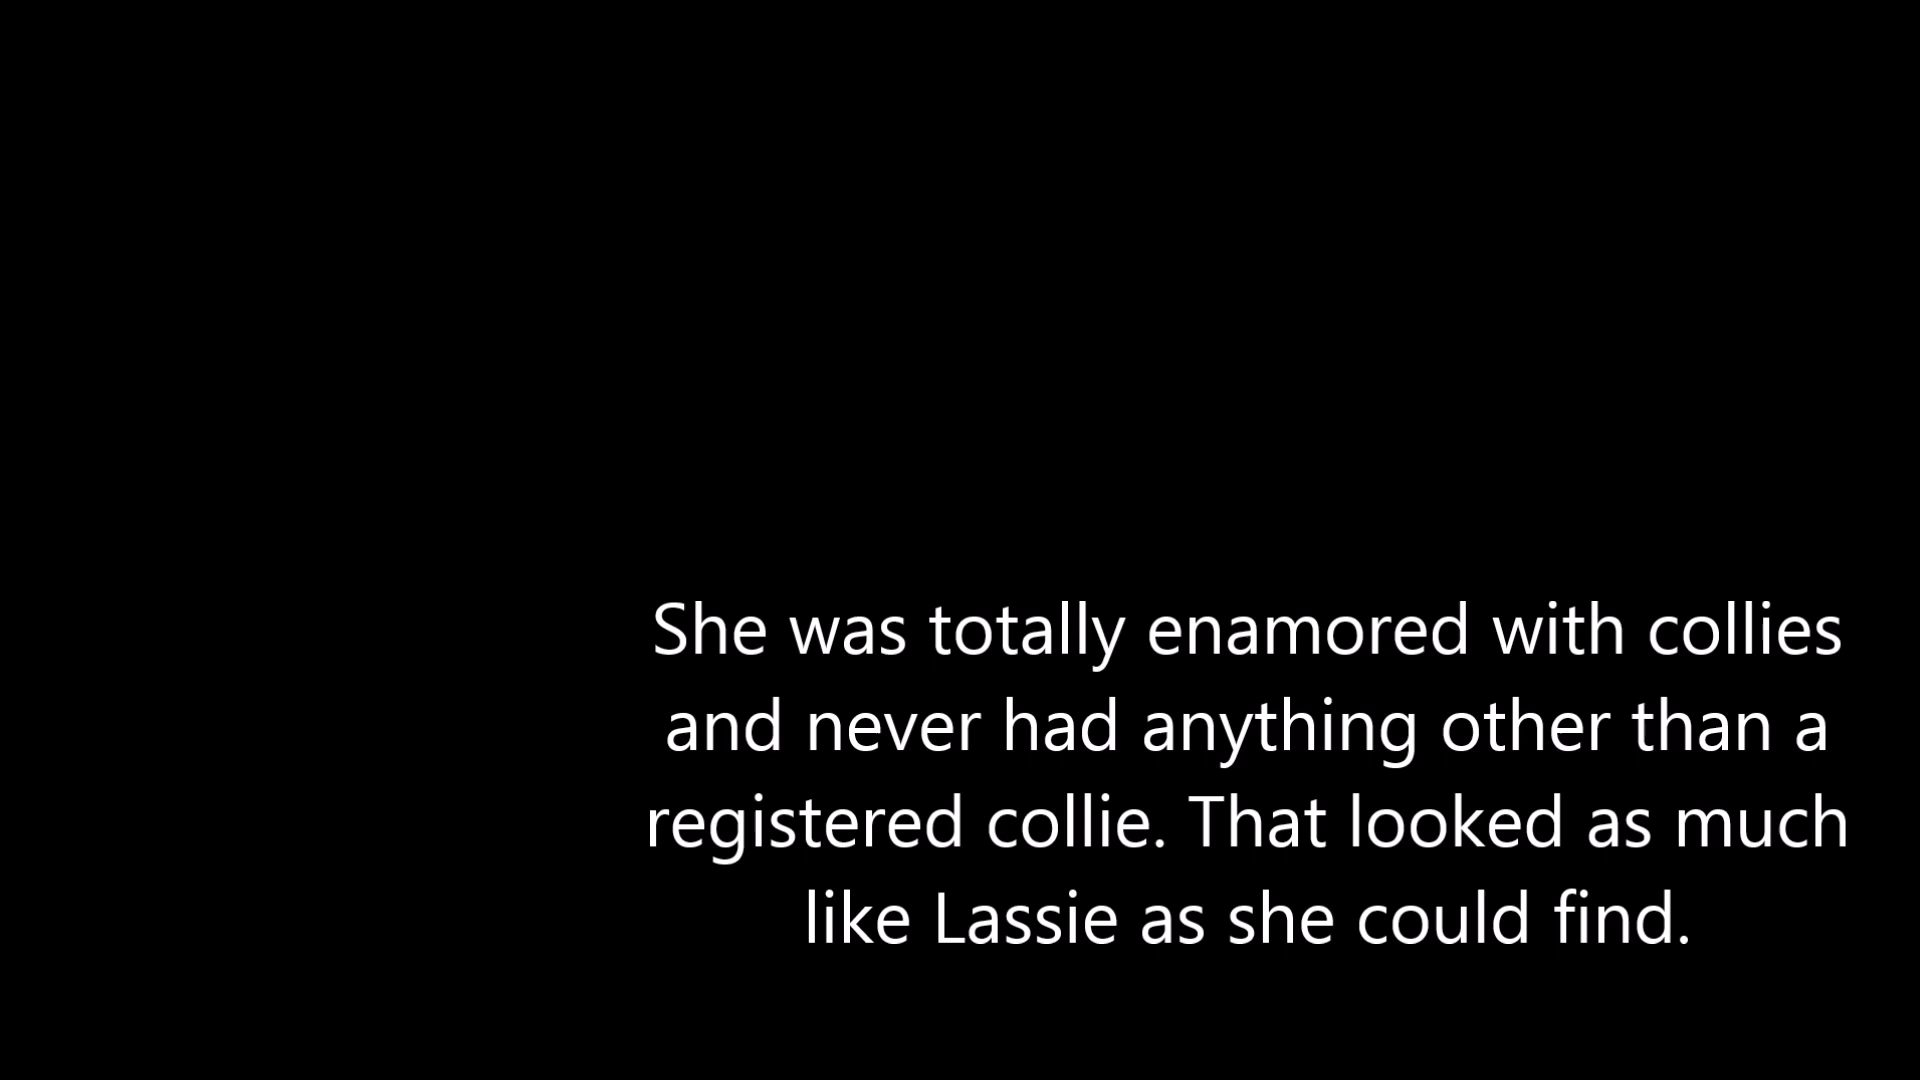 She was totally enamored with collies
and never had anything other than a
registered collie. That looked as much
like Lassie as she could find.